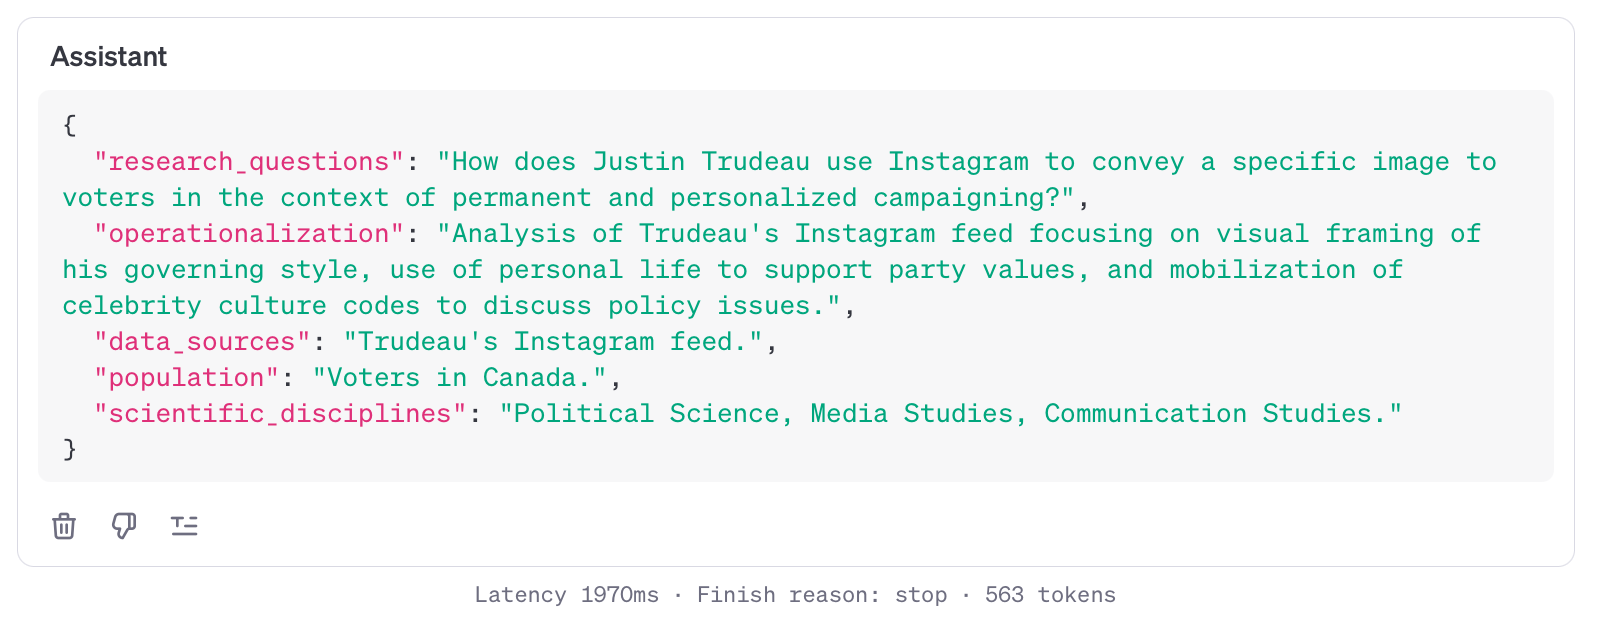 Assistant
{
"research_questions": "How does Justin Trudeau use Instagram to convey a specific image to
voters in the context of permanent and personalized campaigning?",
"operationalization": "Analysis of Trudeau's Instagram feed focusing on visual framing of
his governing style, use of personal life to support party values, and mobilization of
celebrity culture codes to discuss policy issues.",
"data_sources": "Trudeau's Instagram feed.",
"population": "Voters in Canada.",
"scientific_disciplines": "Political Science, Media Studies, Communication Studies."
}
Latency 1970ms · Finish reason: stop · 563 tokens